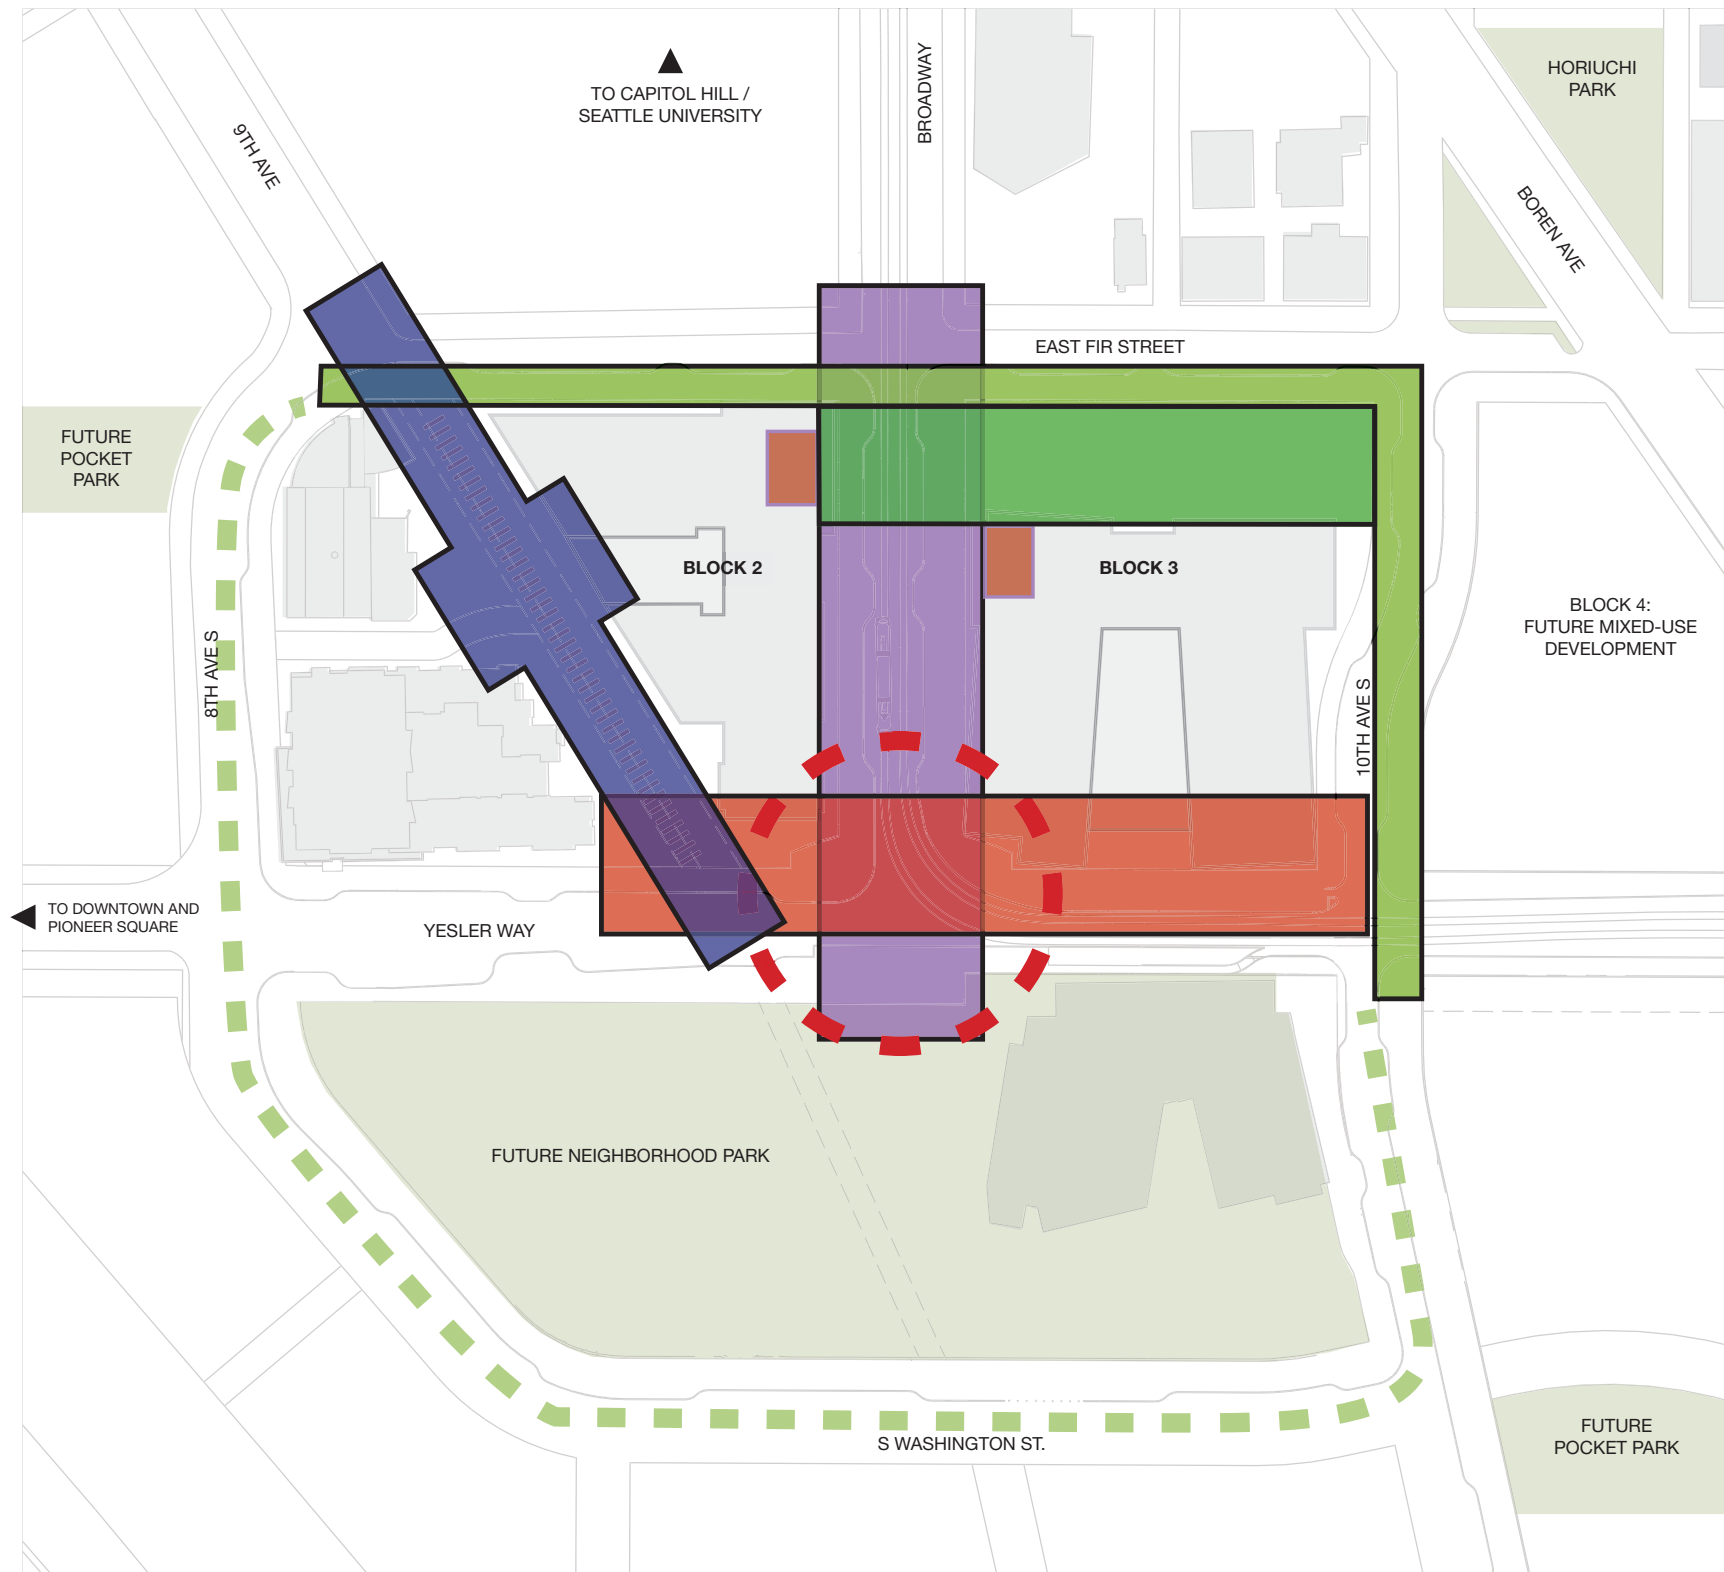 HORIUCHI
PARK
TO CAPITOL HILL /
SEATTLE UNIVERSITY
BROADWAY
9TH AVE
BOREN AVE
EAST FIR STREET
FUTURE
POCKET
PARK
BLOCK 2
BLOCK 3
BLOCK 4:
FUTURE MIXED-USE
DEVELOPMENT
8TH AVE S
10TH AVE S
TO DOWNTOWN AND
PIONEER SQUARE
YESLER WAY
FUTURE NEIGHBORHOOD PARK
S WASHINGTON ST.
FUTURE
POCKET PARK